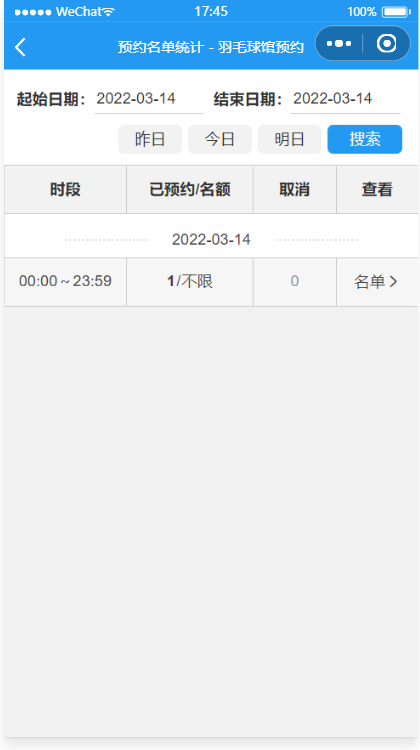 WeChat 17:45 100%
预约名单统计 - 羽毛球馆预约
起始日期: 2022-03-14 结束日期: 2022-03-14
昨日 今日 明日 搜索
时段 已预约/名额 取消 查看
2022-03-14
00:00～23:59 1/不限 0 名单